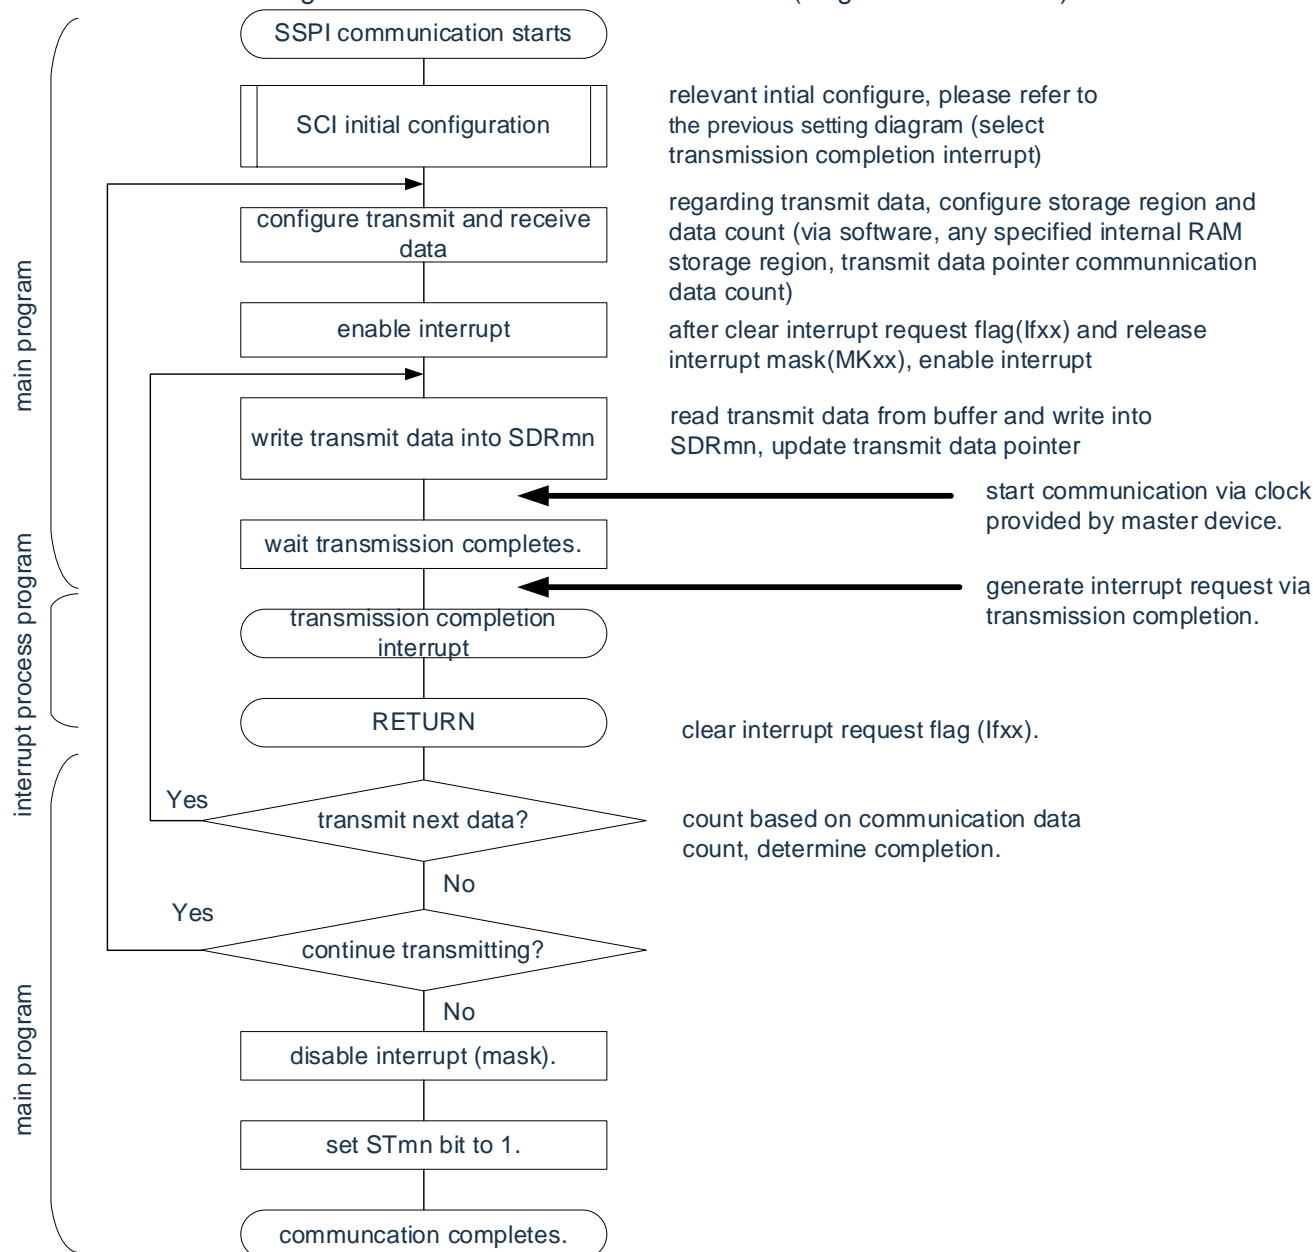 SSPI communication starts
SCI initial configuration
relevant intial configure, please refer to
the previous setting diagram (select
transmission completion interrupt)
configure transmit and receive
data
regarding transmit data, configure storage region and
data count (via software, any specified internal RAM
storage region, transmit data pointer communnication
data count)
main program
enable interrupt
after clear interrupt request flag(Ifxx) and release
interrupt mask(MKxx), enable interrupt
write transmit data into SDRmn
read transmit data from buffer and write into
SDRmn, update transmit data pointer
start communication via clock
provided by master device.
wait transmission completes.
generate interrupt request via
transmission completion.
interrupt process program
transmission completion
interrupt
RETURN
clear interrupt request flag (Ifxx).
Yes
transmit next data?
count based on communication data
count, determine completion.
No
Yes
continue transmitting?
No
main program
disable interrupt (mask).
set STmn bit to 1.
communcation completes.